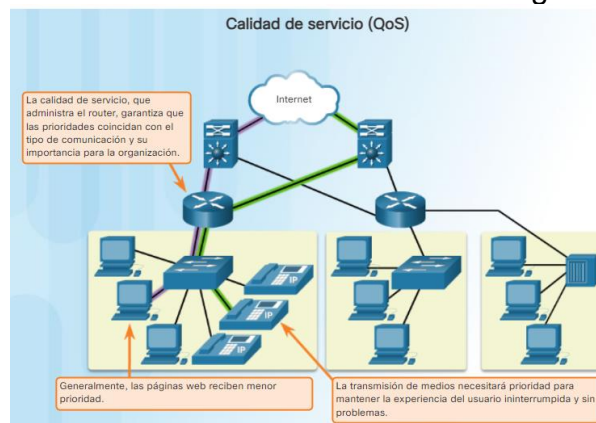 Calidad de servicio (QoS)
Internet
La calidad de servicio, que
administra el router, garantiza que
las prioridades coincidan con el
tipo de comunicación y su
importancia para la organización.
IP
IP
IP
Generalmente, las páginas web reciben menor
prioridad.
La transmisión de medios necesitará prioridad para
mantener la experiencia del usuario ininterrumpida y sin
problemas.